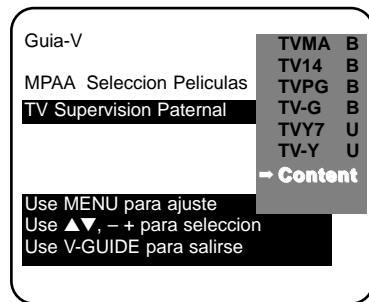 Guia-V
MPAA Seleccion Peliculas
TV Supervision Paternal
TVMA B
TV14 B
TVPG B
TV-G B
TVY7 U
TV-Y U
➡ Content
Use MENU para ajuste
Use ▲▼, – + para seleccion
Use V-GUIDE para salirse